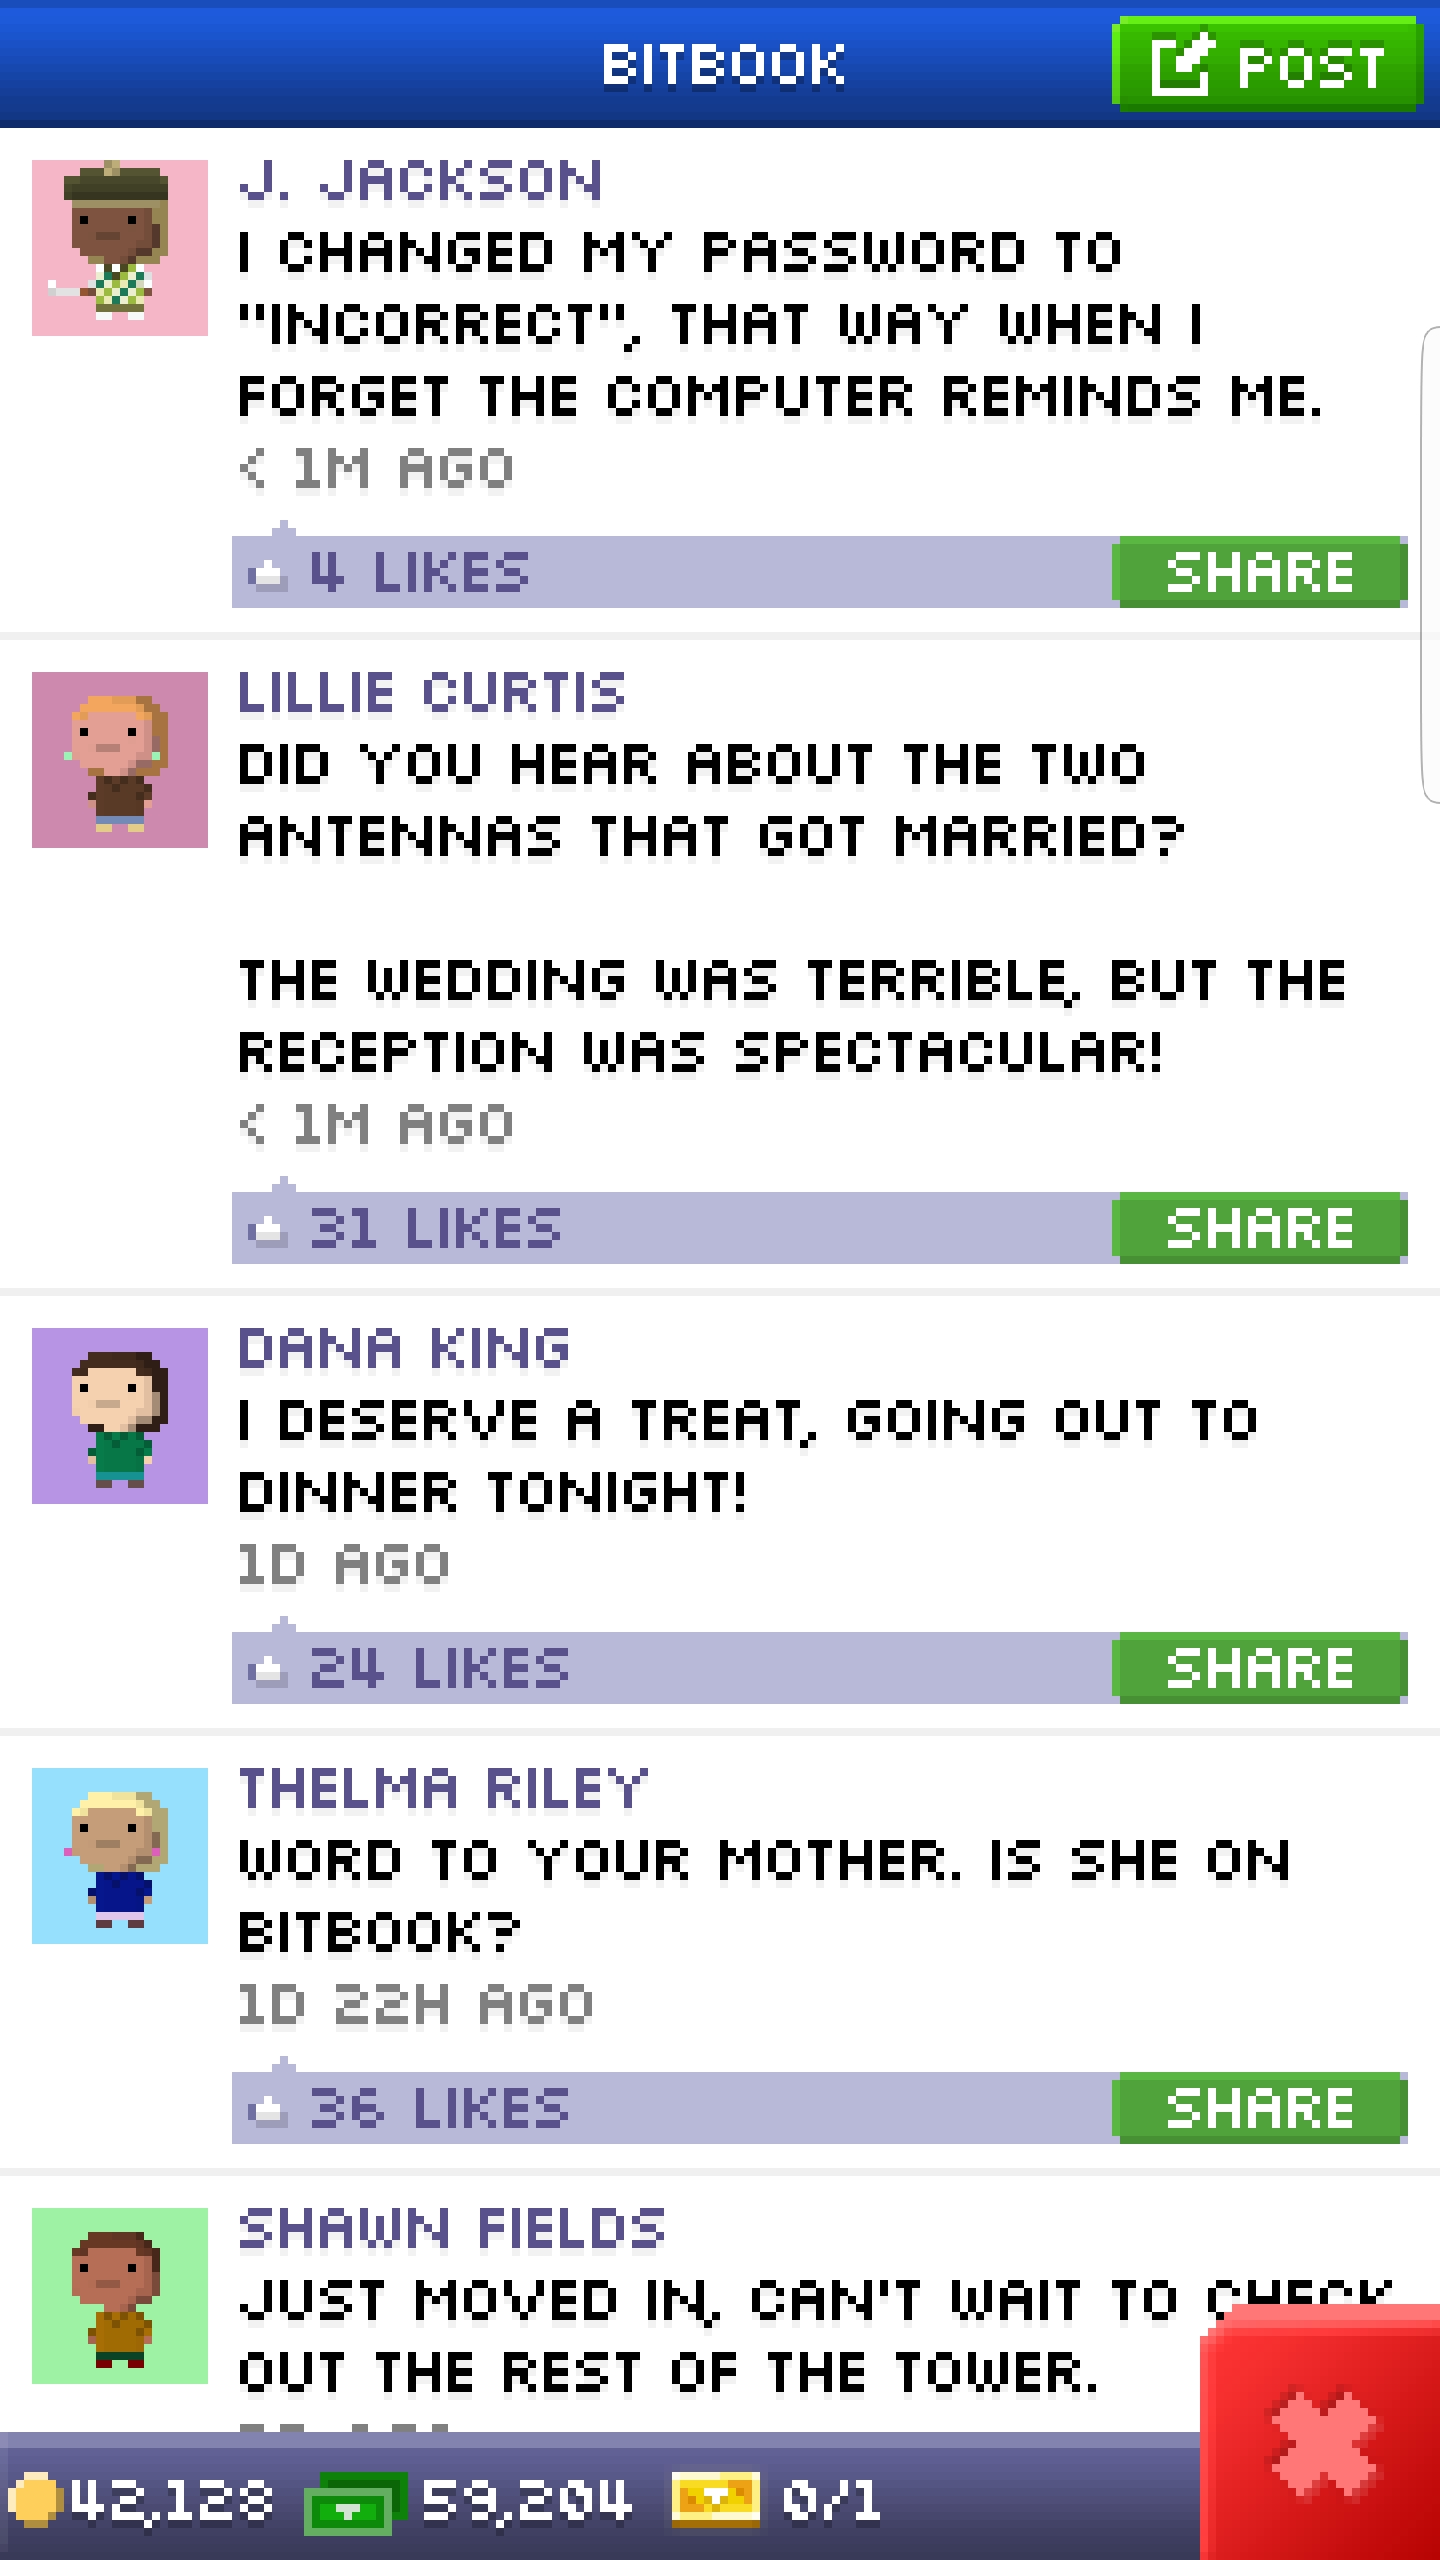 BITBOOK
POST
J. JACKSON
I CHANGED MY PASSWORD TO
"INCORRECT", THAT WAY WHEN I
FORGET THE COMPUTER REMINDS ME.
< 1M AGO
4 LIKES
SHARE
LILLIE CURTIS
DID YOU HEAR ABOUT THE TWO
ANTENNAS THAT GOT MARRIED?
THE WEDDING WAS TERRIBLE, BUT THE
RECEPTION WAS SPECTACULAR!
< 1M AGO
31 LIKES
SHARE
DANA KING
I DESERVE A TREAT, GOING OUT TO
DINNER TONIGHT!
1D AGO
24 LIKES
SHARE
THELMA RILEY
WORD TO YOUR MOTHER. IS SHE ON
BITBOOK?
1D 22H AGO
36 LIKES
SHARE
SHAWN FIELDS
JUST MOVED IN, CAN'T WAIT TO CHECK
OUT THE REST OF THE TOWER.
42,128
59,204
0/1